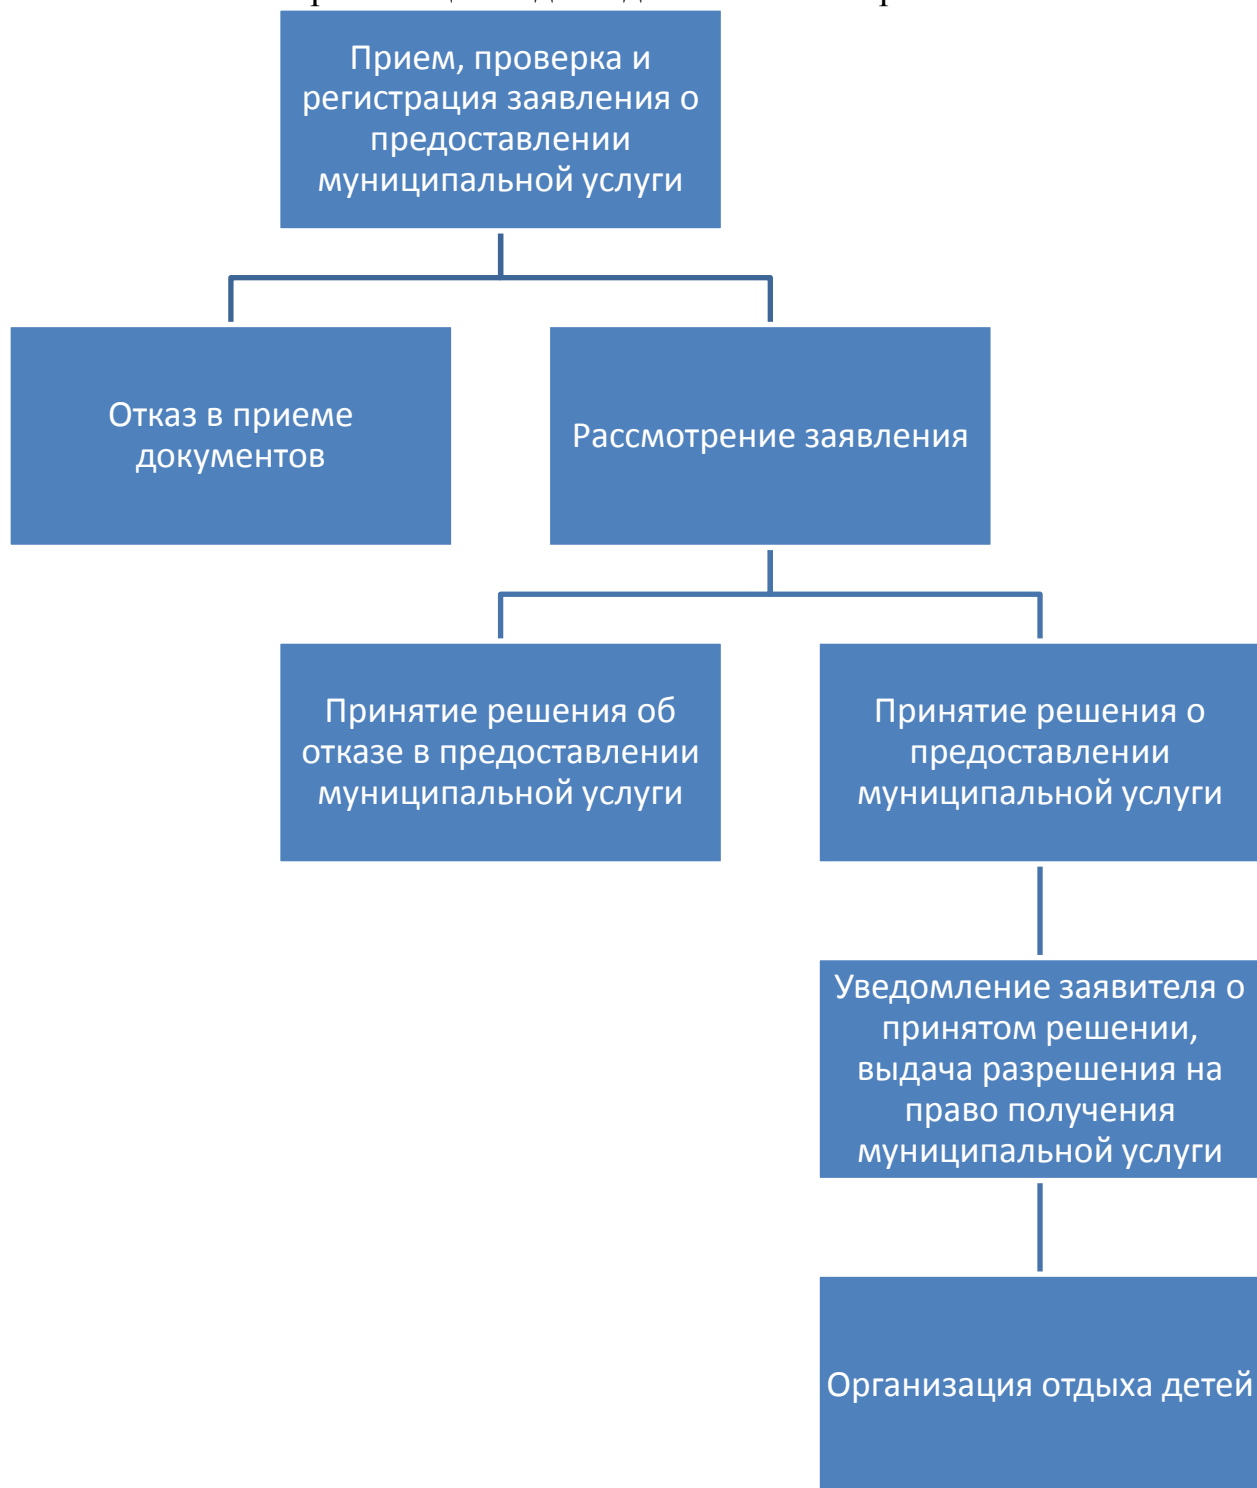 Прием, проверка и
регистрация заявления о
предоставлении
муниципальной услуги
Отказ в приеме
документов
Рассмотрение заявления
Принятие решения об
отказе в предоставлении
муниципальной услуги
Принятие решения о
предоставлении
муниципальной услуги
Уведомление заявителя о
принятом решении,
выдача разрешения на
право получения
муниципальной услуги
Организация отдыха детей